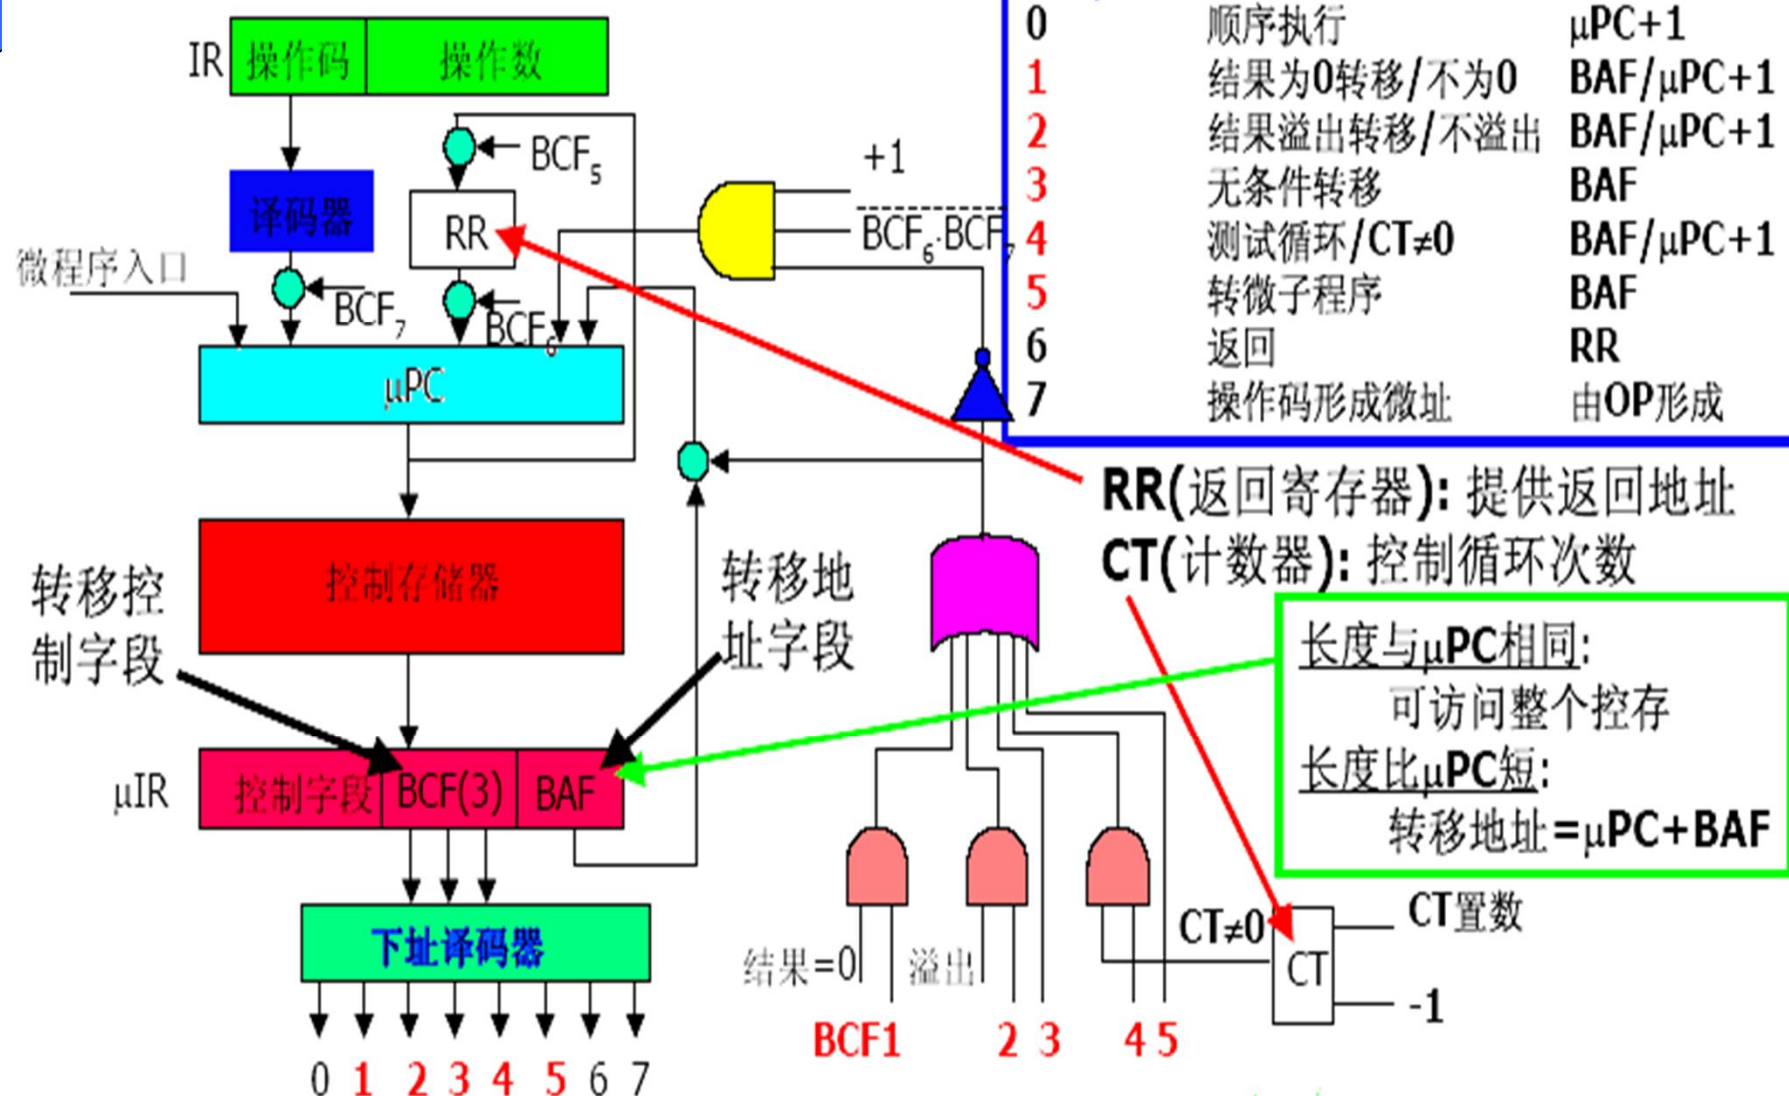 IR
操作码
操作数
译码器
BCF5
RR
微程序入口
BCF7
BCF6
μPC
+1
BCF6·BCF7
0 顺序执行 μPC+1
1 结果为0转移/不为0 BAF/μPC+1
2 结果溢出转移/不溢出 BAF/μPC+1
3 无条件转移 BAF
4 测试循环/CT≠0 BAF/μPC+1
5 转微子程序 BAF
6 返回 RR
7 操作码形成微址 由OP形成
RR(返回寄存器): 提供返回地址
CT(计数器): 控制循环次数
控制存储器
转移控
制字段
转移地
址字段
长度与μPC相同:
可访问整个控存
长度比μPC短:
转移地址=μPC+BAF
μIR
控制字段
BCF(3)
BAF
下址译码器
0 1 2 3 4 5 6 7
结果=0
溢出
BCF1 2 3 4 5
CT≠0
CT
CT置数
-1